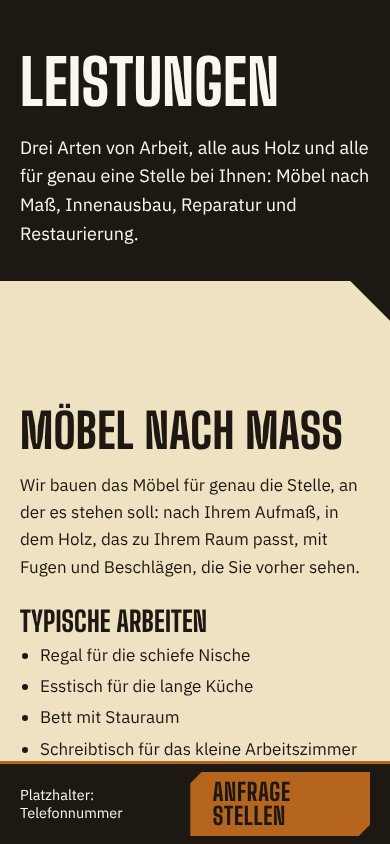 LEISTUNGEN
Drei Arten von Arbeit, alle aus Holz und alle
für genau eine Stelle bei Ihnen: Möbel nach
Maß, Innenausbau, Reparatur und
Restaurierung.
MÖBEL NACH MASS
Wir bauen das Möbel für genau die Stelle, an
der es stehen soll: nach Ihrem Aufmaß, in
dem Holz, das zu Ihrem Raum passt, mit
Fugen und Beschlägen, die Sie vorher sehen.
TYPISCHE ARBEITEN
• Regal für die schiefe Nische
• Esstisch für die lange Küche
• Bett mit Stauraum
• Schreibtisch für das kleine Arbeitszimmer
Platzhalter:
Telefonnummer
ANFRAGE
STELLEN